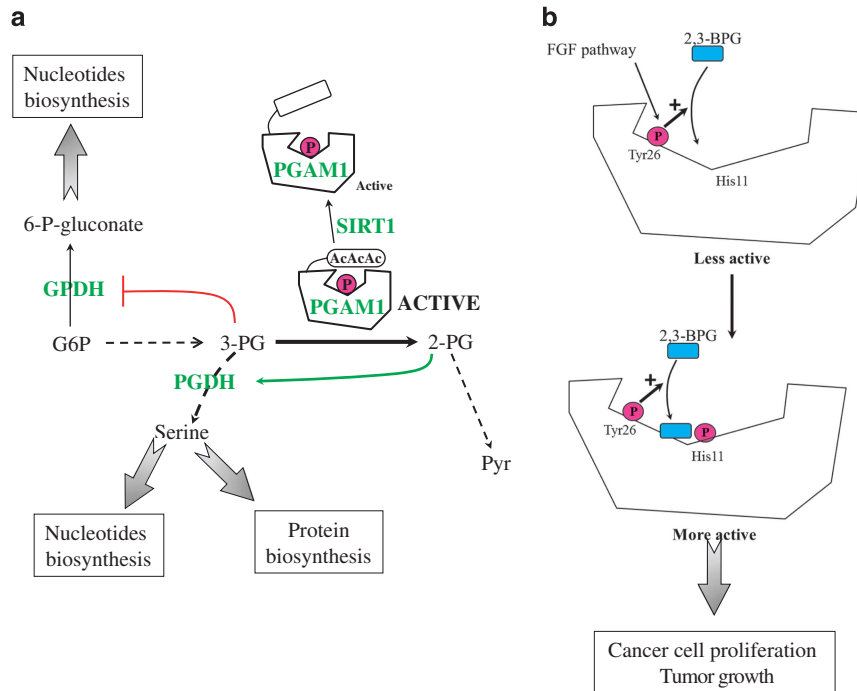 a
Nucleotides
biosynthesis
6-P-gluconate
GPDH
G6P
P
PGAM1
Active
SIRT1
AcAcAc
P
PGAM1
ACTIVE
3-PG
2-PG
PGDH
Serine
Pyr
Nucleotides
biosynthesis
Protein
biosynthesis
b
2,3-BPG
FGF pathway
+
P
Tyr26
His11
Less active
2,3-BPG
+
P
Tyr26
P
His11
More active
Cancer cell proliferation
Tumor growth